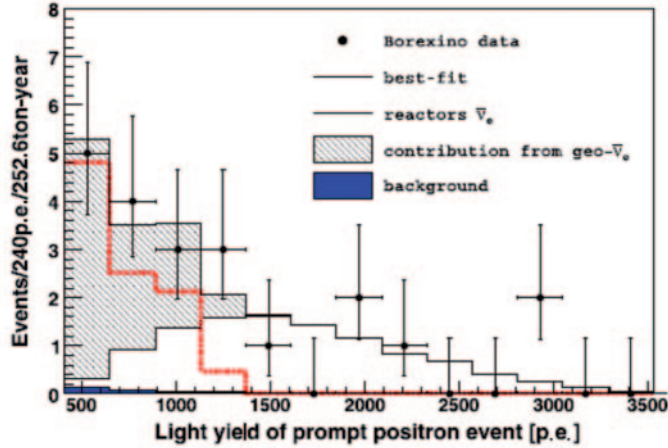 8
7
6
5
4
3
2
1
0
Events/240p.e./252.6ton-year
Borexino data
best-fit
reactors ν̄e
contribution from geo-ν̄e
background
500 1000 1500 2000 2500 3000 3500
Light yield of prompt positron event [p.e.]